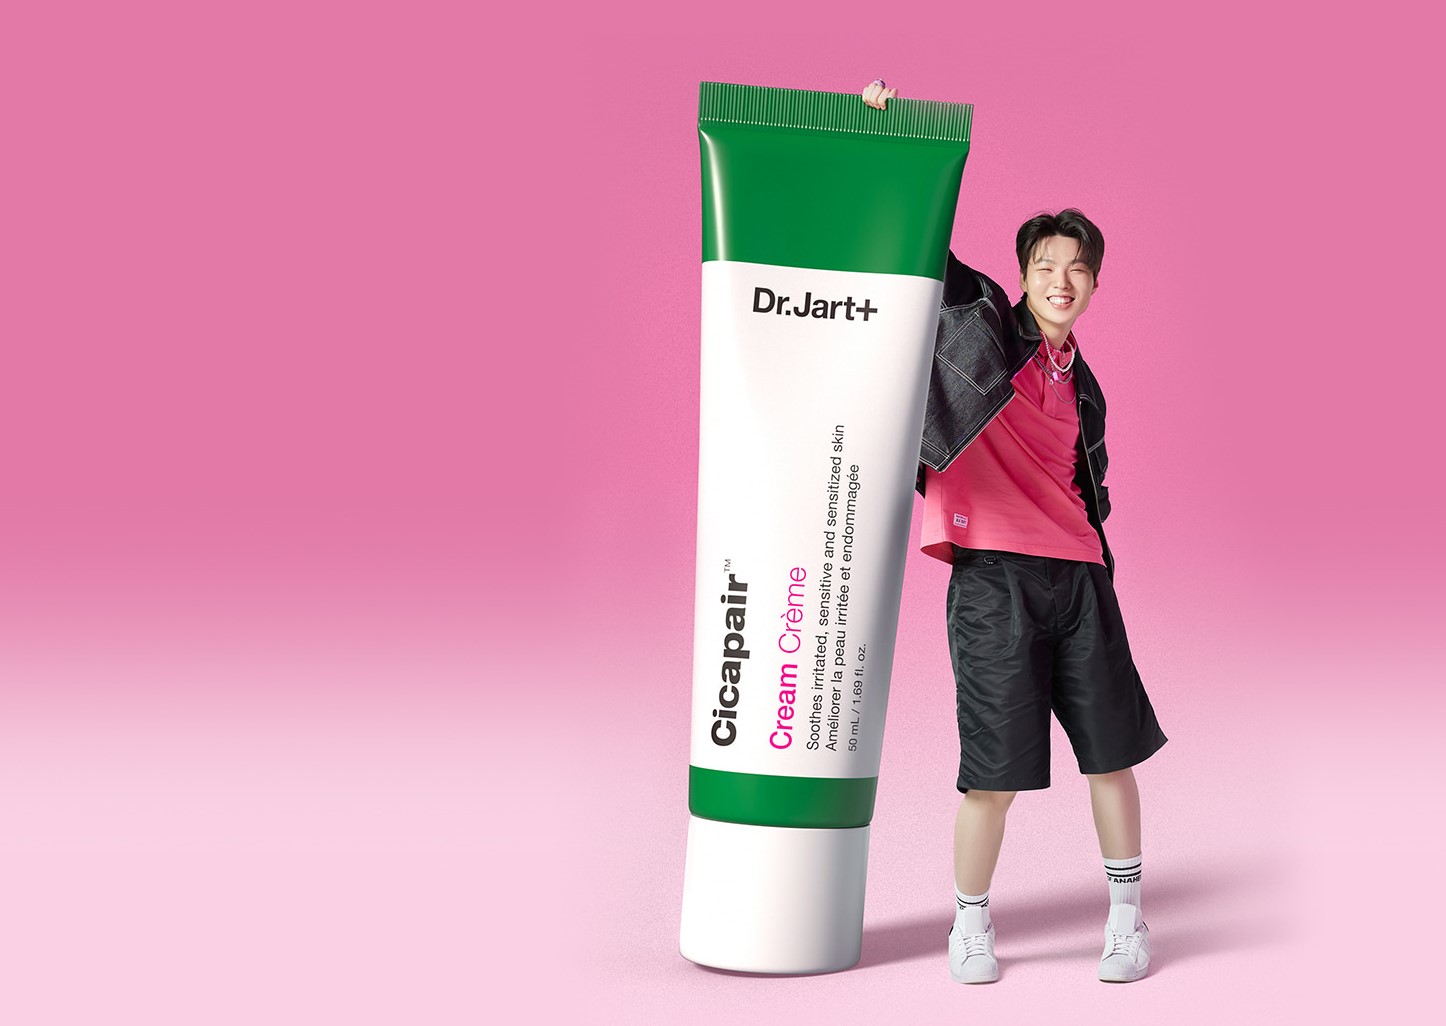 Dr.Jart+
Cicapair™
Cream Crème
Soothes irritated, sensitive and sensitized skin
Améliorer la peau irritée et endommagée
50 mL / 1.69 fl. oz.